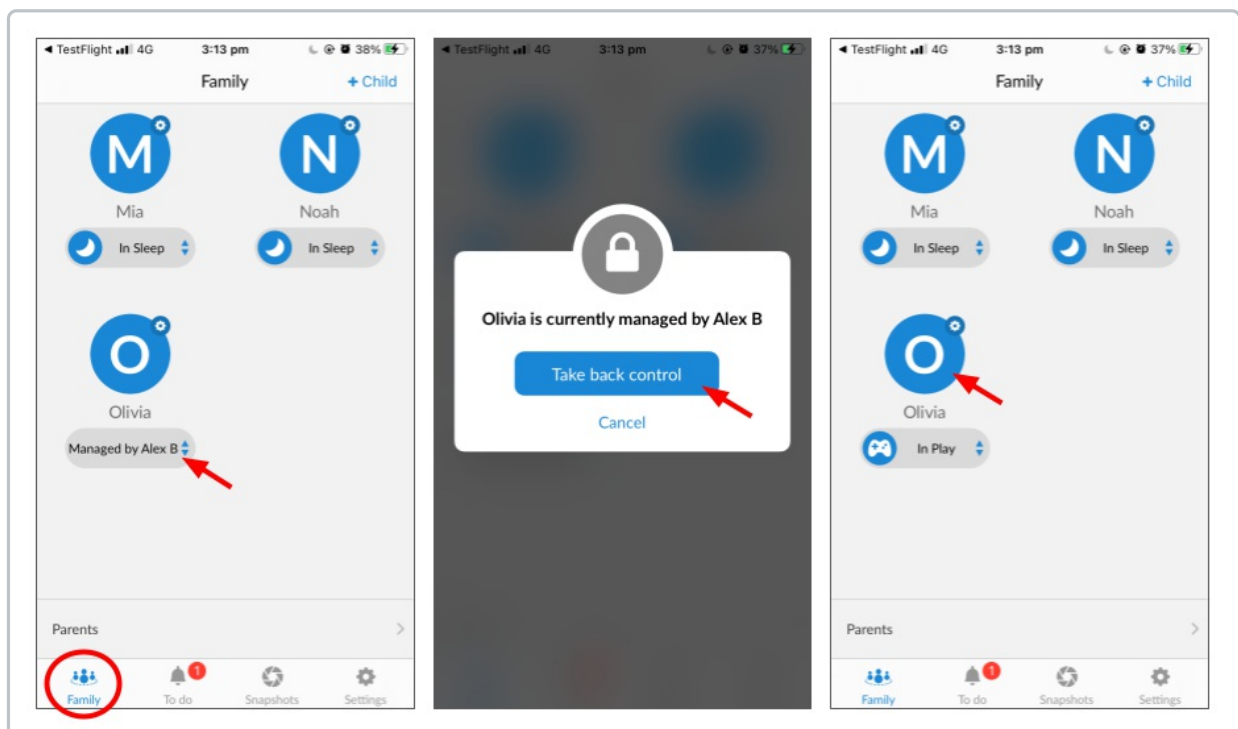 TestFlight 4G 3:13 pm 38%
Family + Child
M N
Mia Noah
In Sleep In Sleep
O
Olivia
Managed by Alex B
Parents
1
Family To do Snapshots Settings
TestFlight 4G 3:13 pm 37%
Olivia is currently managed by Alex B
Take back control
Cancel
TestFlight 4G 3:13 pm 37%
Family + Child
M N
Mia Noah
In Sleep In Sleep
O
Olivia
In Play
Parents
1
Family To do Snapshots Settings